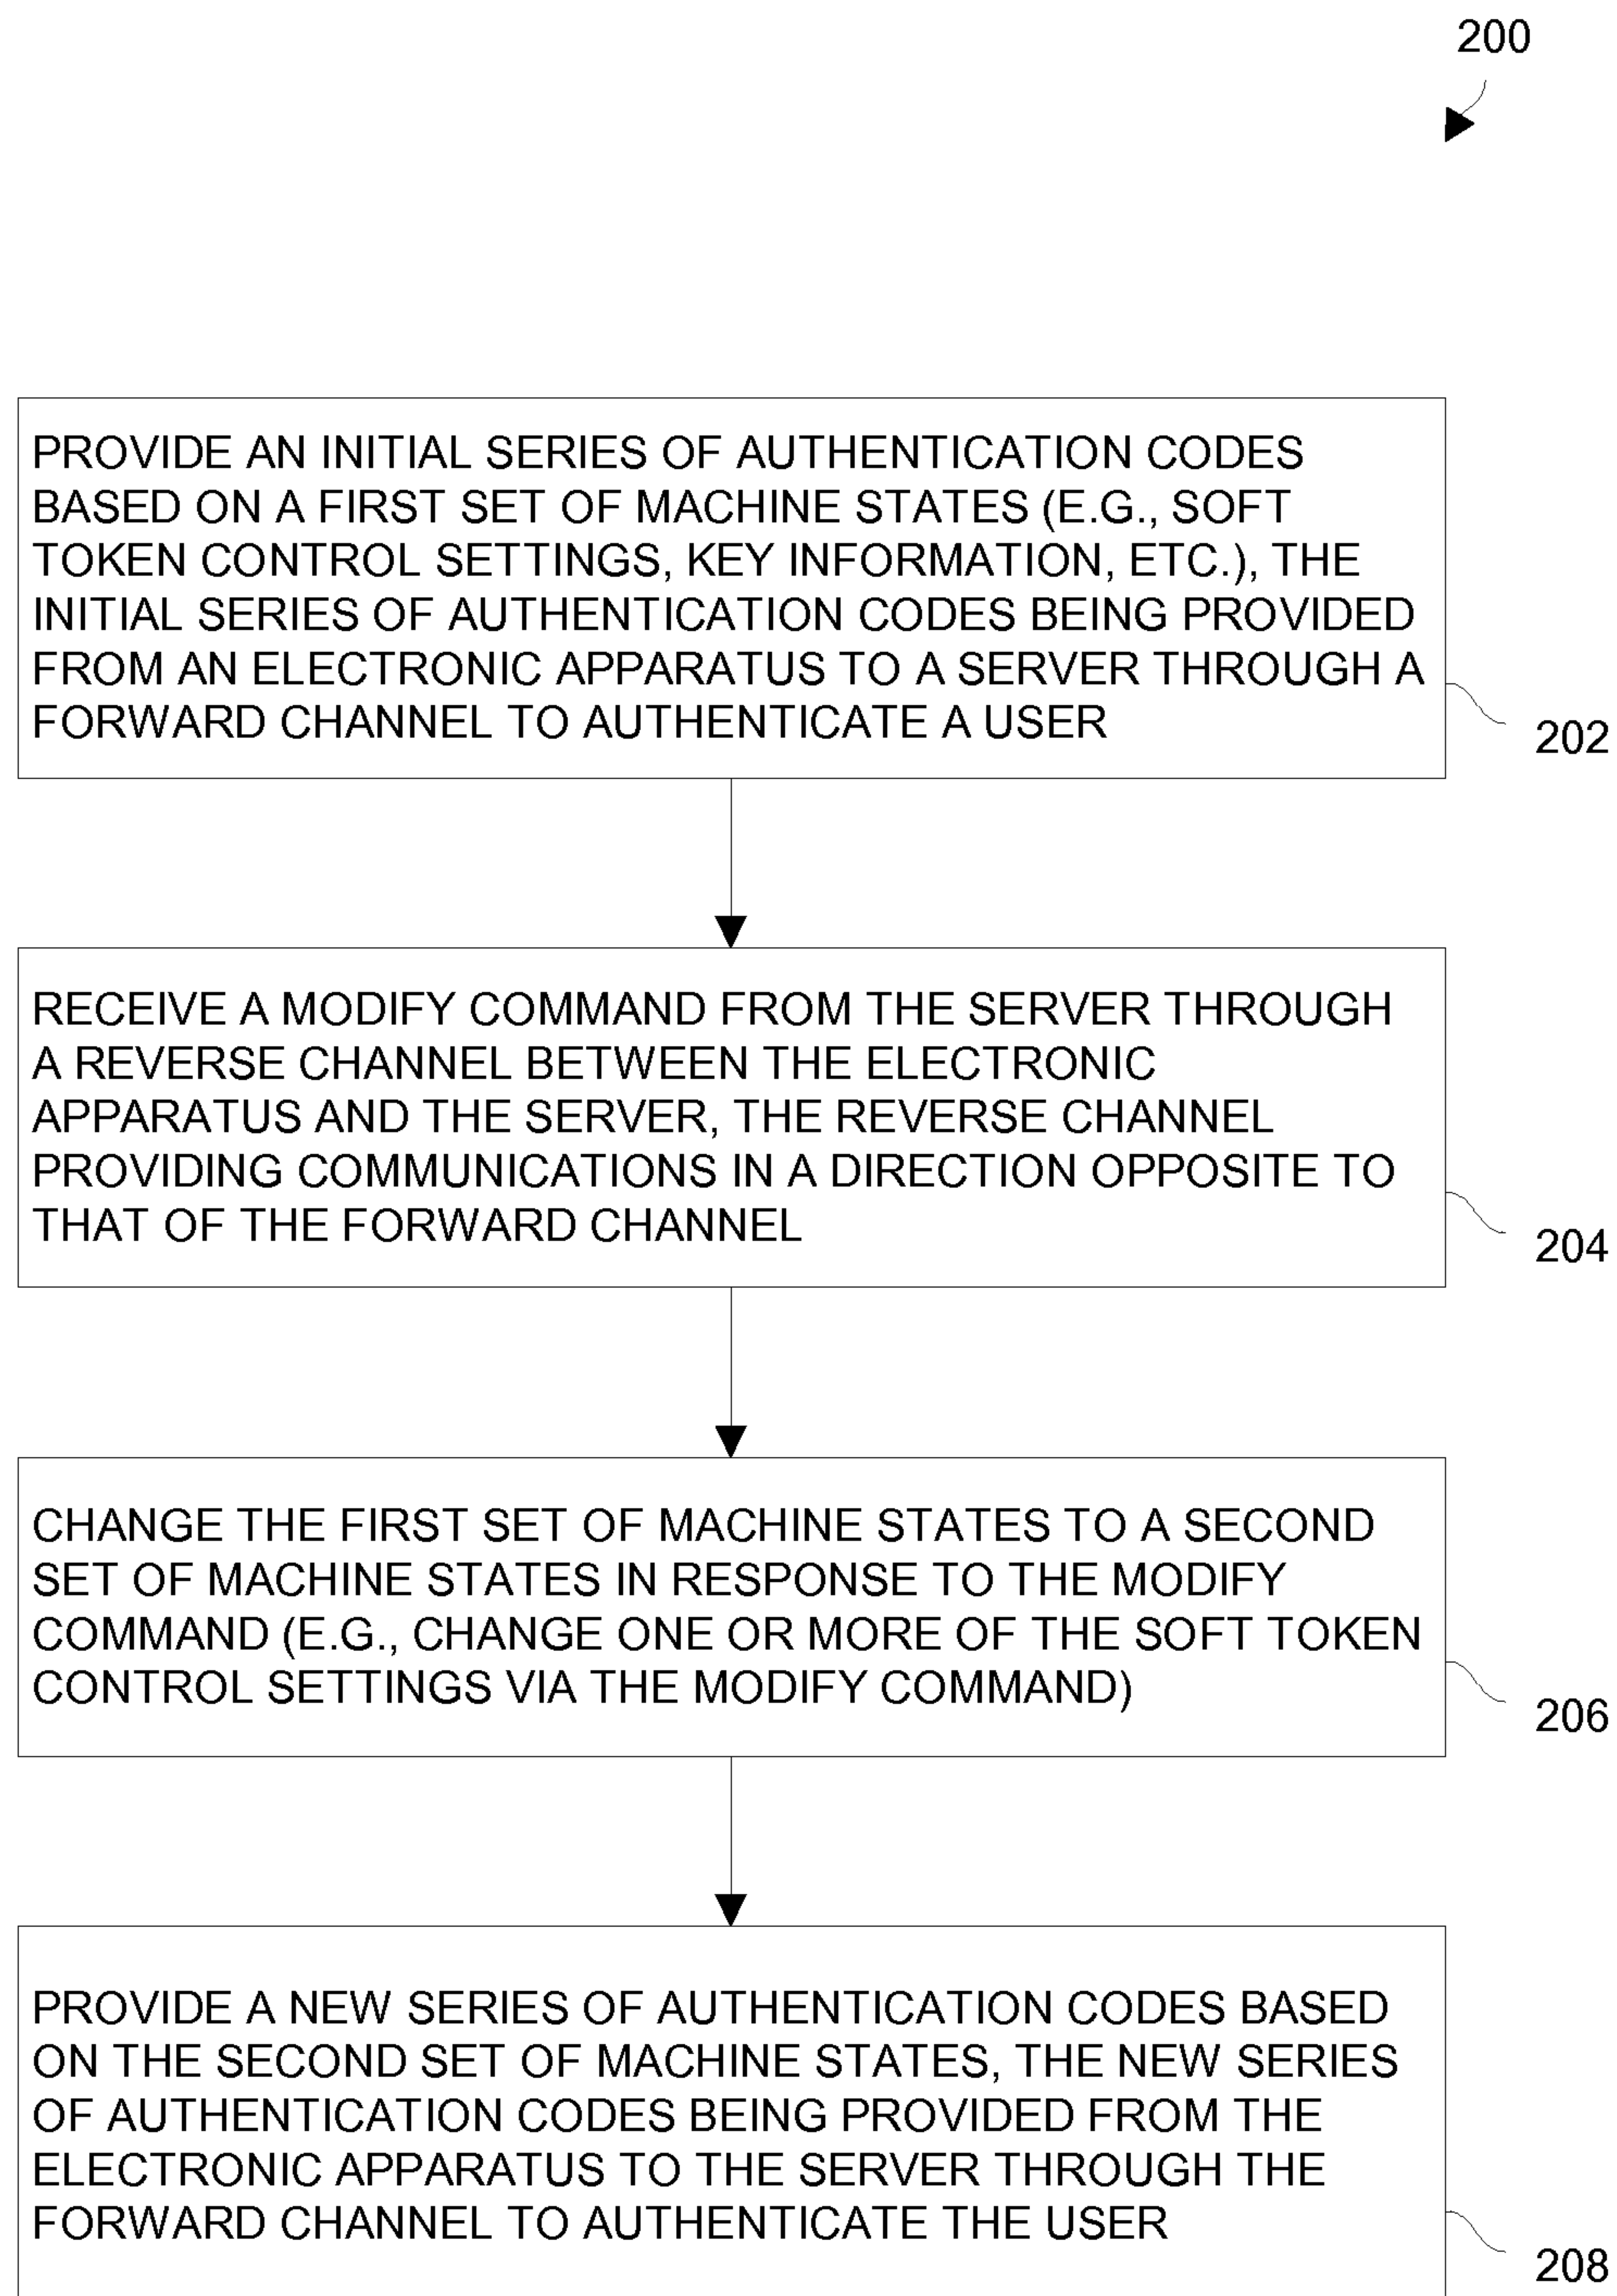 200
PROVIDE AN INITIAL SERIES OF AUTHENTICATION CODES
BASED ON A FIRST SET OF MACHINE STATES (E.G., SOFT
TOKEN CONTROL SETTINGS, KEY INFORMATION, ETC.), THE
INITIAL SERIES OF AUTHENTICATION CODES BEING PROVIDED
FROM AN ELECTRONIC APPARATUS TO A SERVER THROUGH A
FORWARD CHANNEL TO AUTHENTICATE A USER
202
RECEIVE A MODIFY COMMAND FROM THE SERVER THROUGH
A REVERSE CHANNEL BETWEEN THE ELECTRONIC
APPARATUS AND THE SERVER, THE REVERSE CHANNEL
PROVIDING COMMUNICATIONS IN A DIRECTION OPPOSITE TO
THAT OF THE FORWARD CHANNEL
204
CHANGE THE FIRST SET OF MACHINE STATES TO A SECOND
SET OF MACHINE STATES IN RESPONSE TO THE MODIFY
COMMAND (E.G., CHANGE ONE OR MORE OF THE SOFT TOKEN
CONTROL SETTINGS VIA THE MODIFY COMMAND)
206
PROVIDE A NEW SERIES OF AUTHENTICATION CODES BASED
ON THE SECOND SET OF MACHINE STATES, THE NEW SERIES
OF AUTHENTICATION CODES BEING PROVIDED FROM THE
ELECTRONIC APPARATUS TO THE SERVER THROUGH THE
FORWARD CHANNEL TO AUTHENTICATE THE USER
208